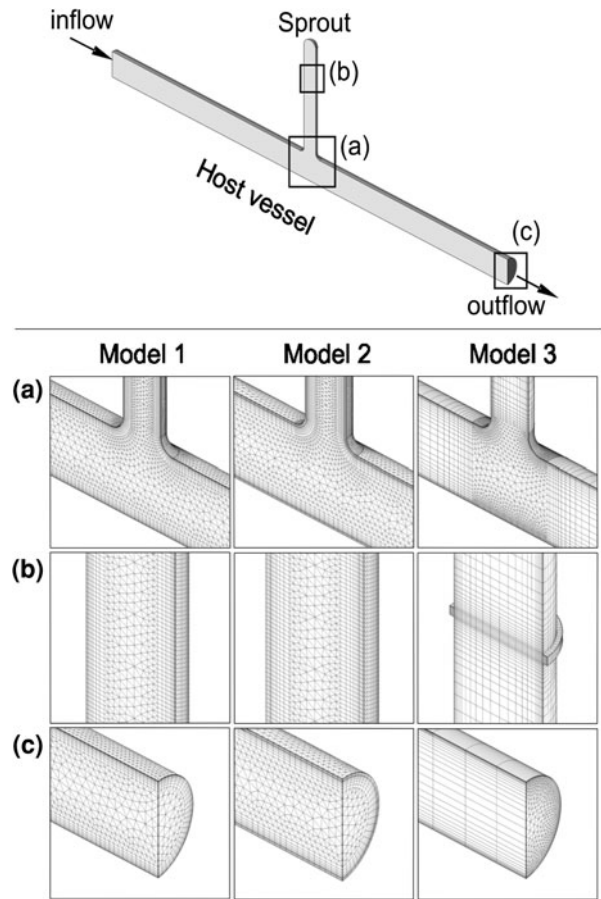 inflow
Sprout
(b)
(a)
Host vessel
(c)
outflow
Model 1 Model 2 Model 3
(a)
(b)
(c)